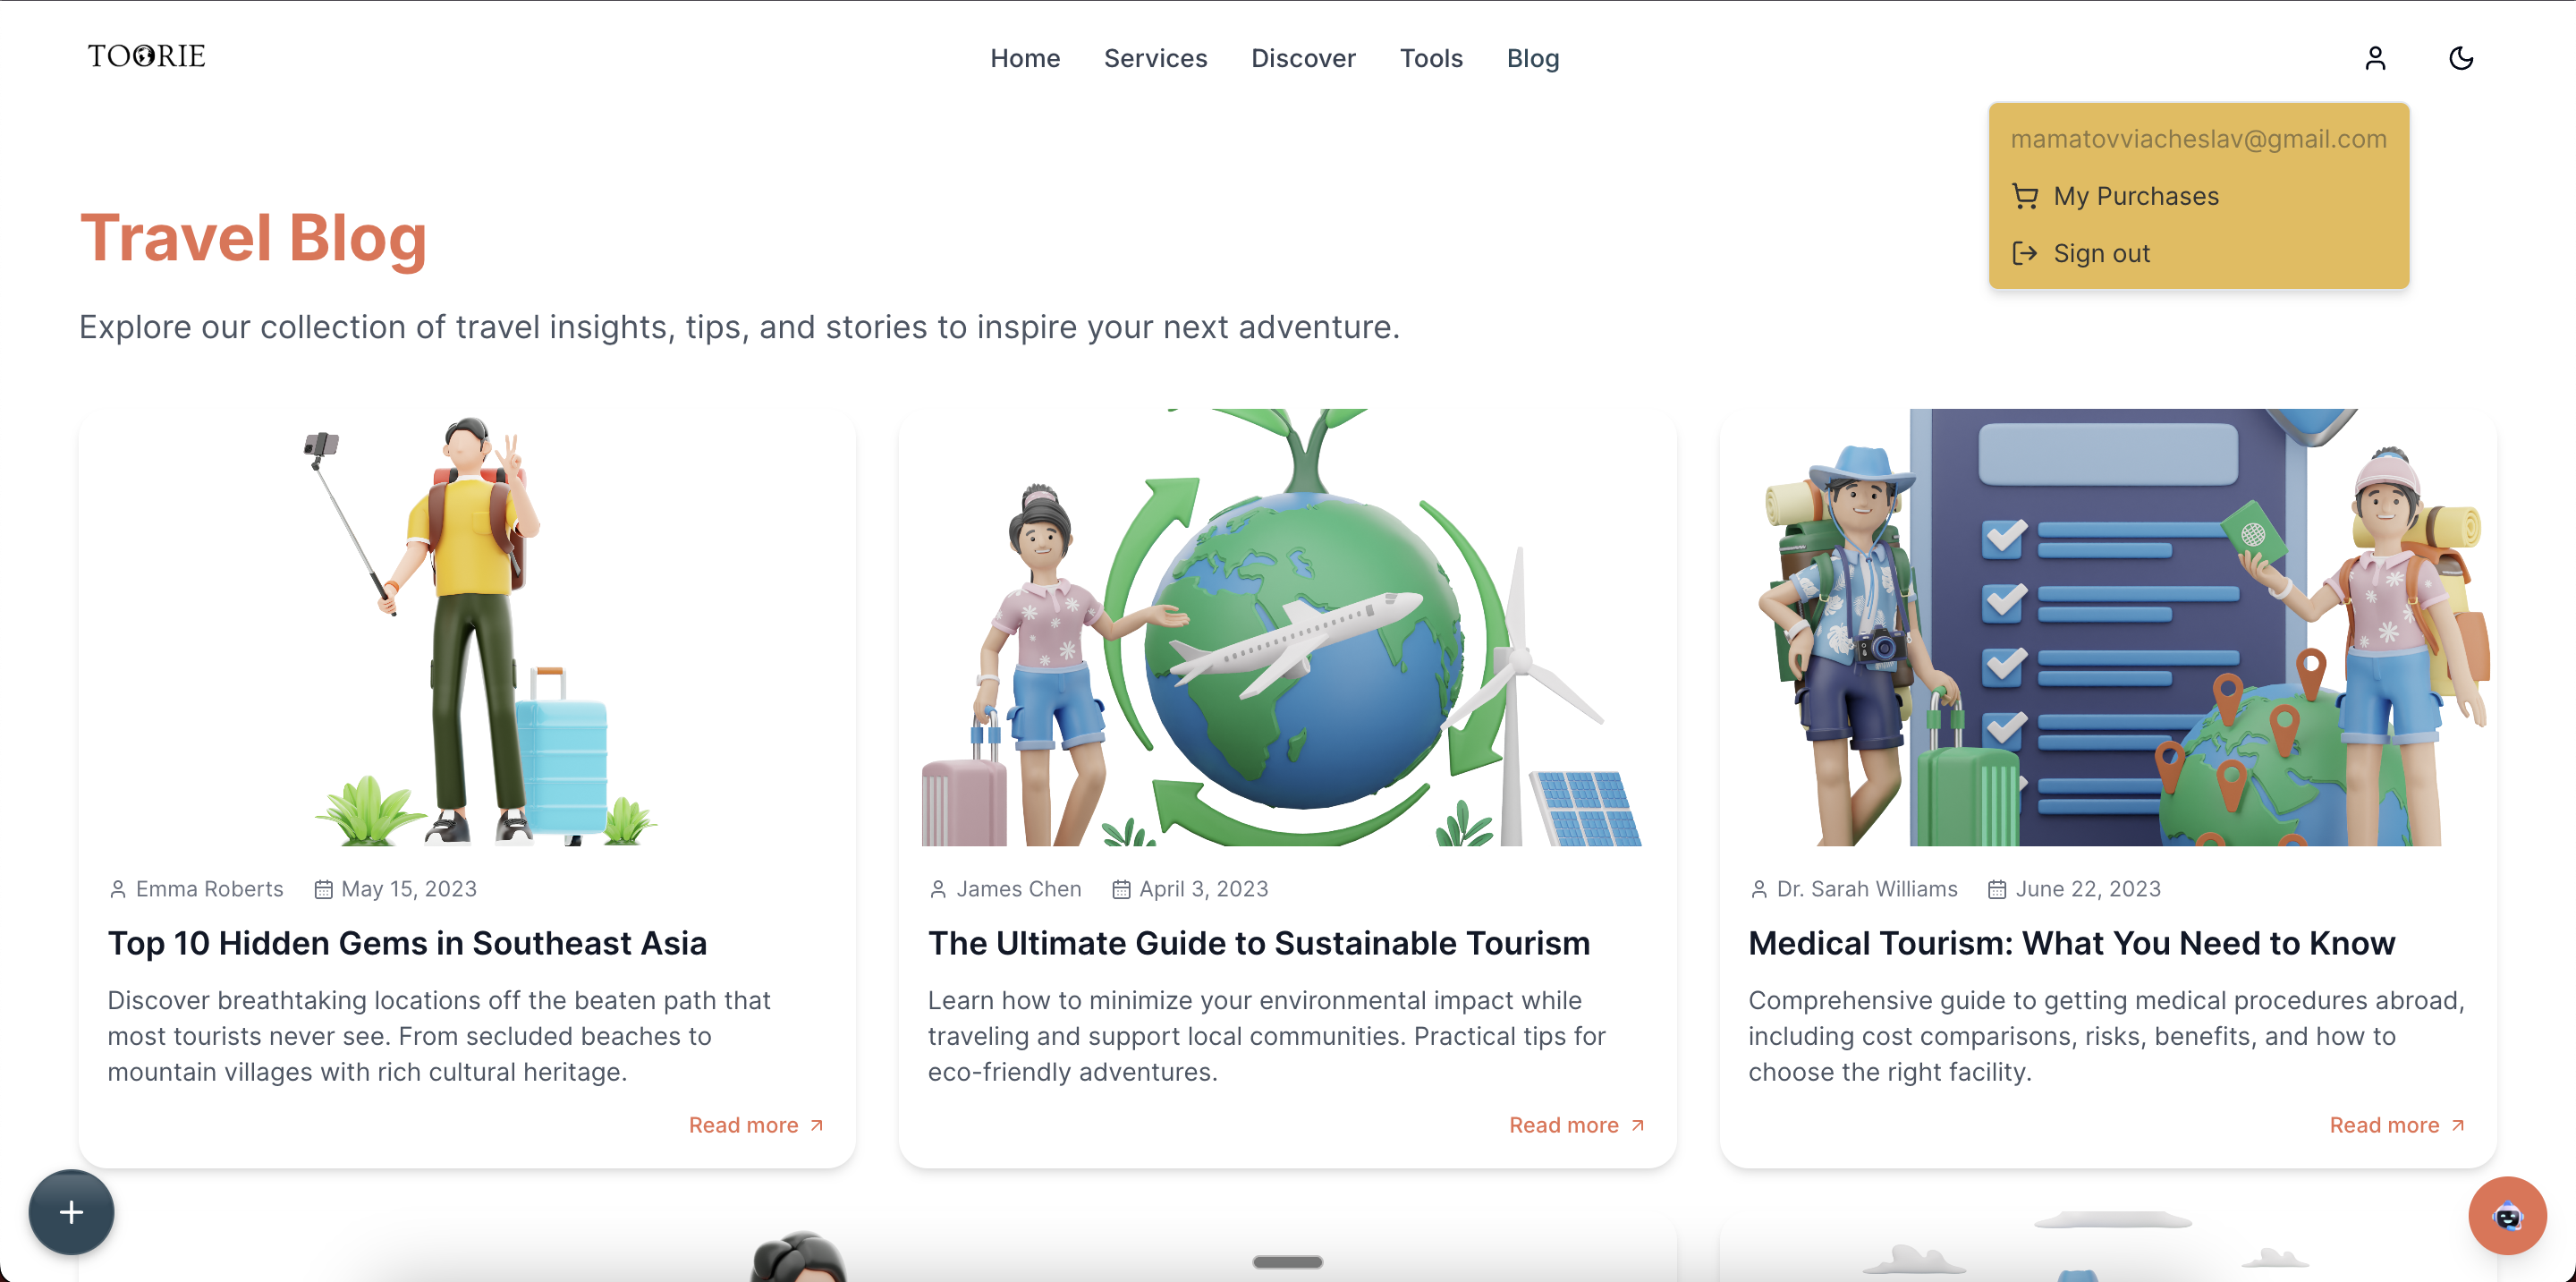 TOORIE
Home Services Discover Tools Blog
mamatovviacheslav@gmail.com
My Purchases
Sign out
Travel Blog
Explore our collection of travel insights, tips, and stories to inspire your next adventure.
Emma Roberts May 15, 2023
Top 10 Hidden Gems in Southeast Asia
Discover breathtaking locations off the beaten path that
most tourists never see. From secluded beaches to
mountain villages with rich cultural heritage.
Read more
James Chen April 3, 2023
The Ultimate Guide to Sustainable Tourism
Learn how to minimize your environmental impact while
traveling and support local communities. Practical tips for
eco-friendly adventures.
Read more
Dr. Sarah Williams June 22, 2023
Medical Tourism: What You Need to Know
Comprehensive guide to getting medical procedures abroad,
including cost comparisons, risks, benefits, and how to
choose the right facility.
Read more